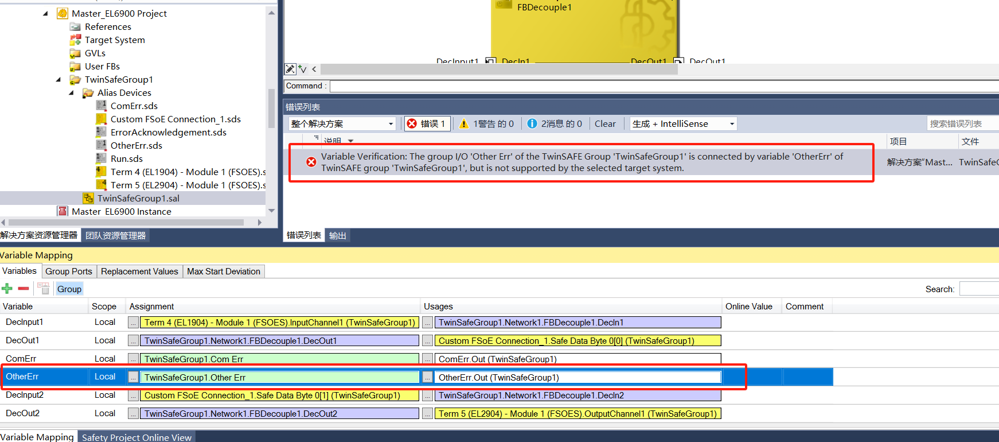 Master_EL6900 Project
References
Target System
GVLs
User FBs
TwinSafeGroup1
Alias Devices
ComErr.sds
Custom FSoE Connection_1.sds
ErrorAcknowledgement.sds
OtherErr.sds
Run.sds
Term 4 (EL1904) - Module 1 (FSOES).s
Term 5 (EL2904) - Module 1 (FSOES).s
TwinSafeGroup1.sal
Master_EL6900 Instance
解决方案资源管理器 团队资源管理器
FBDecouple1
DecInput1 DecIn1 DecOut1 DecOut1
Command :
错误列表
整个解决方案 错误 1 1警告 的 0 2消息 的 0 Clear 生成 + IntelliSense 搜索错误列表
说明 项目 文件
Variable Verification: The group I/O 'Other Err' of the TwinSAFE Group 'TwinSafeGroup1' is connected by variable 'OtherErr' of
TwinSAFE group 'TwinSafeGroup1', but is not supported by the selected target system.
解决方案"Mast... TwinSafeG
错误列表 输出
Variable Mapping
Variables Group Ports Replacement Values Max Start Deviation
Group Search:
Variable Scope Assignment Usages Online Value Comment
DecInput1 Local ... Term 4 (EL1904) - Module 1 (FSOES).InputChannel1 (TwinSafeGroup1) ... TwinSafeGroup1.Network1.FBDecouple1.DecIn1
DecOut1 Local ... TwinSafeGroup1.Network1.FBDecouple1.DecOut1 ... Custom FSoE Connection_1.Safe Data Byte 0[0] (TwinSafeGroup1)
ComErr Local ... TwinSafeGroup1.Com Err ... ComErr.Out (TwinSafeGroup1)
OtherErr Local ... TwinSafeGroup1.Other Err ... OtherErr.Out (TwinSafeGroup1)
DecInput2 Local ... Custom FSoE Connection_1.Safe Data Byte 0[1] (TwinSafeGroup1) ... TwinSafeGroup1.Network1.FBDecouple1.DecIn2
DecOut2 Local ... TwinSafeGroup1.Network1.FBDecouple1.DecOut2 ... Term 5 (EL2904) - Module 1 (FSOES).OutputChannel1 (TwinSafeGroup1)
Variable Mapping Safety Project Online View